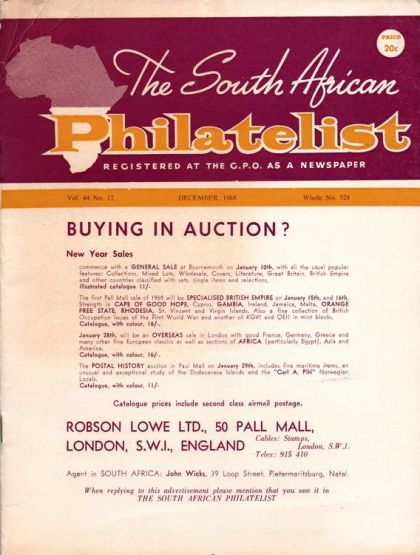 PRICE
20c
The South African
Philatelist
REGISTERED AT THE G.P.O. AS A NEWSPAPER
Vol. 44 No. 12 DECEMBER, 1968 Whole No. 524
BUYING IN AUCTION?
New Year Sales
commence with a GENERAL SALE at Bournemouth on January 10th, with all the usual popular
features: Collections, Mixed Lots, Wholesale, Covers, Literature, Great Britain, British Empire
and other countries classified with sets, single items and selections.
Illustrated catalogue 11/-
The first Pall Mall sale of 1969 will be SPECIALISED BRITISH EMPIRE on January 15th, and 16th.
Strength is CAPE OF GOOD HOPE, Cyprus, GAMBIA, Ireland, Jamaica, Malta, ORANGE
FREE STATE, RHODESIA, St. Vincent and Virgin Islands. Also a fine collection of British
Occupation issues of the First World War and another of KGVI and QEII in mint blocks.
Catalogue, with colour, 16/-.
January 28th, will be an OVERSEAS sale in London with good France, Germany, Greece and
many other fine European classics as well as sections of AFRICA (particularly Egypt), Asia and
America.
Catalogue, with colour, 16/-.
The POSTAL HISTORY auction in Paul Mall on January 29th, includes fine maritime items, an
unusual and exceptional study of the Dodecanese Islands and the "Carl A. Pihl" Norwegian
Locals.
Catalogue, with colour, 11/-
Catalogue prices include second class airmail postage.
ROBSON LOWE LTD., 50 PALL MALL,
LONDON, S.W.I., ENGLAND
Cables: Stamps,
London, S.W.1.
Telex: 915 410
Agent in SOUTH AFRICA: John Wicks, 39 Loop Street, Pietermaritzburg, Natal.
When replying to this advertisement please mention that you saw it in
THE SOUTH AFRICAN PHILATELIST